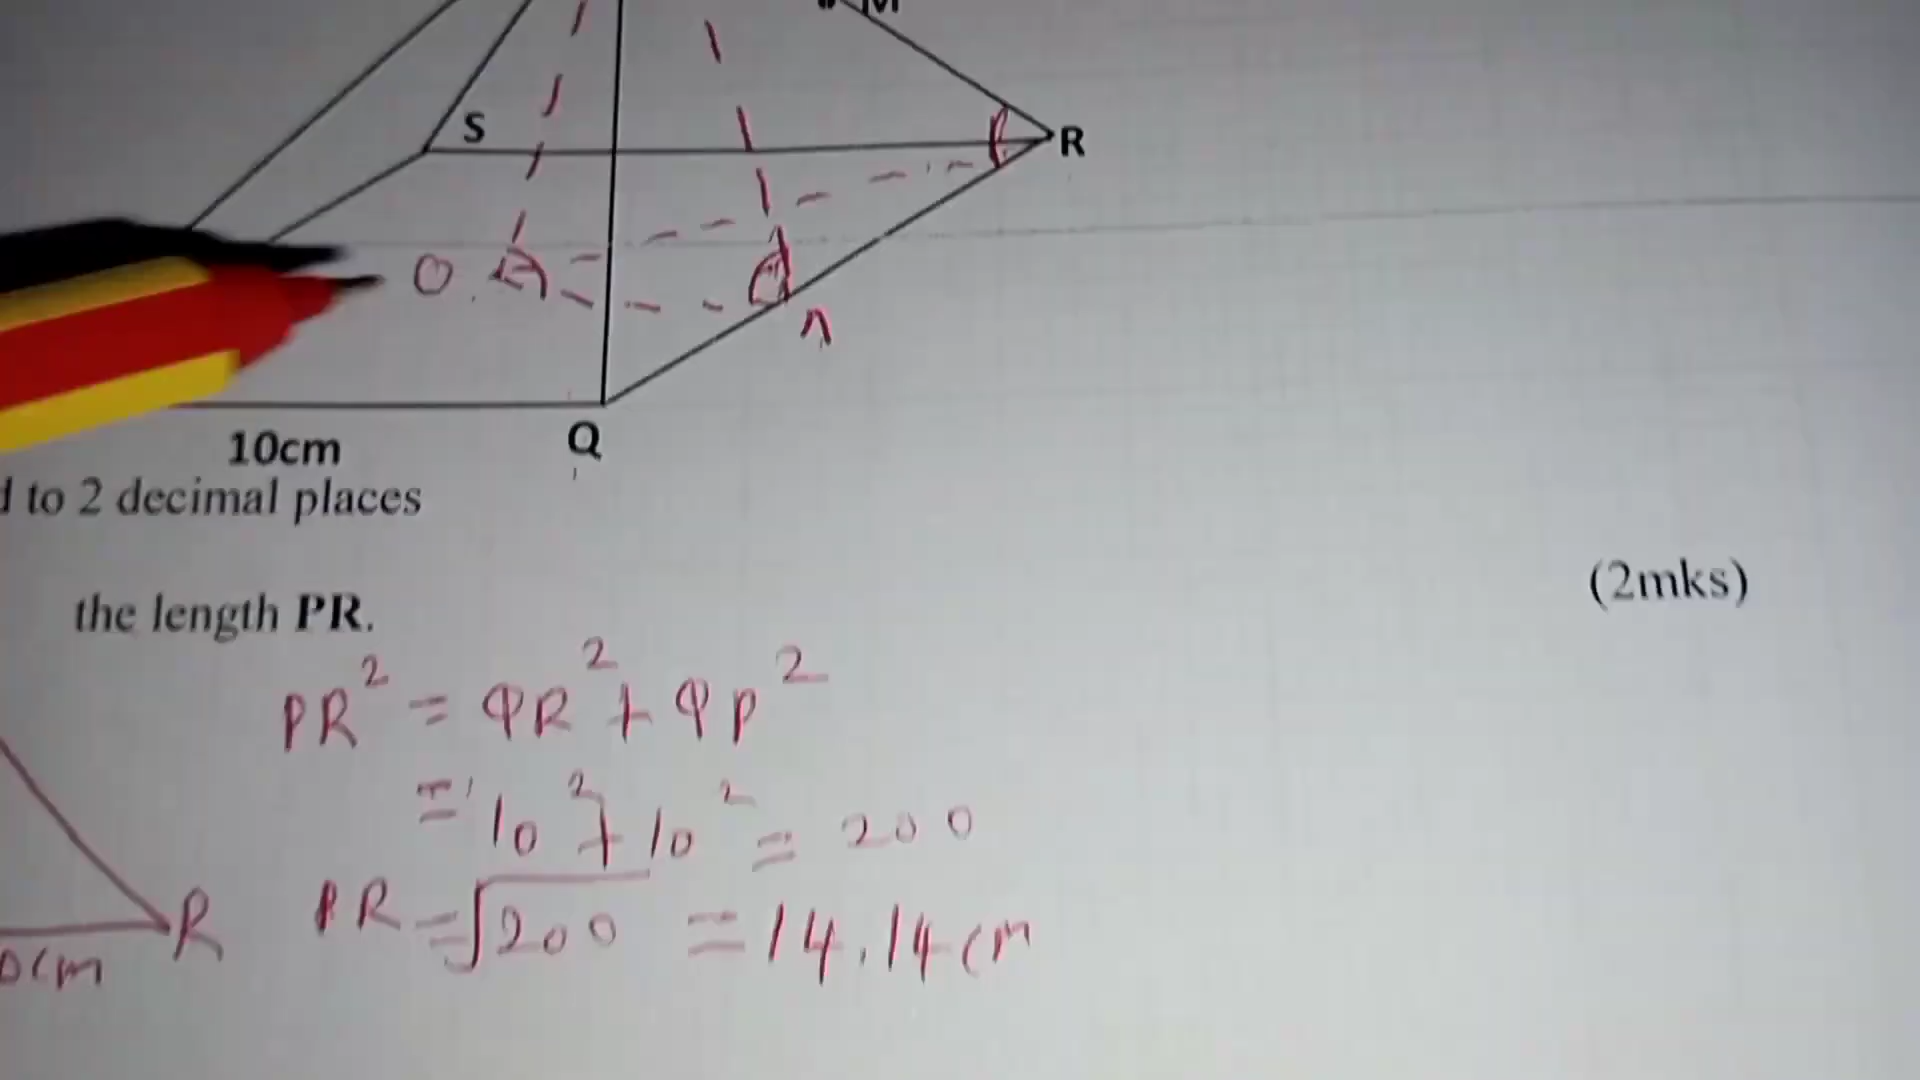 M
S
R
O
n
10cm
Q
d to 2 decimal places
(2mks)
the length PR.
PR² = QR² + QP²
= 10² + 10² = 200
PR = √200 = 14.14cm
R
0cm